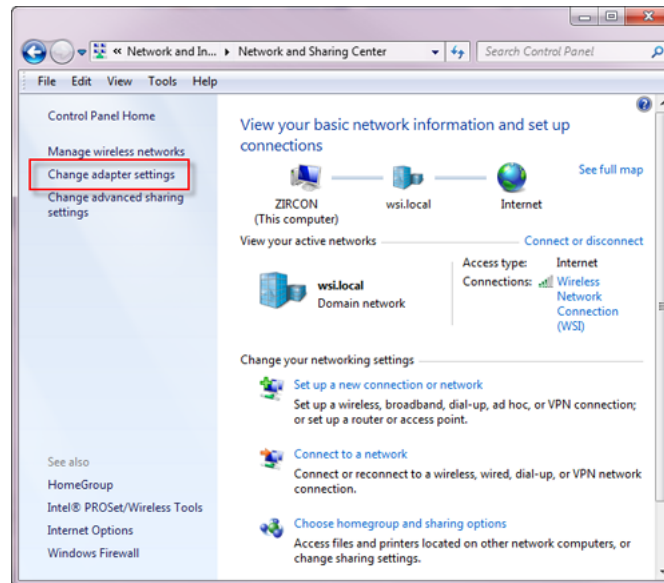 Network and In... Network and Sharing Center Search Control Panel
File Edit View Tools Help
Control Panel Home
Manage wireless networks
Change adapter settings
Change advanced sharing
settings
See also
HomeGroup
Intel® PROSet/Wireless Tools
Internet Options
Windows Firewall
View your basic network information and set up
connections
See full map
ZIRCON
(This computer)
wsi.local
Internet
View your active networks
Connect or disconnect
wsi.local
Domain network
Access type: Internet
Connections: Wireless
Network
Connection
(WSI)
Change your networking settings
Set up a new connection or network
Set up a wireless, broadband, dial-up, ad hoc, or VPN connection;
or set up a router or access point.
Connect to a network
Connect or reconnect to a wireless, wired, dial-up, or VPN network
connection.
Choose homegroup and sharing options
Access files and printers located on other network computers, or
change sharing settings.